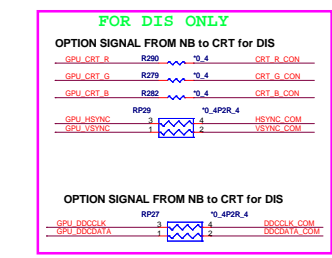 FOR DIS ONLY
OPTION SIGNAL FROM NB to CRT for DIS
GPU_CRT_R R290 *0_4 CRT_R_CON
GPU_CRT_G R279 *0_4 CRT_G_CON
GPU_CRT_B R282 *0_4 CRT_B_CON
RP29 *0_4P2R_4
GPU_HSYNC 3 4 HSYNC_COM
GPU_VSYNC 1 2 VSYNC_COM
OPTION SIGNAL FROM NB to CRT for DIS
RP27 *0_4P2R_4
GPU_DDCCLK 3 4 DDCCLK_COM
GPU_DDCDATA 1 2 DDCDATA_COM